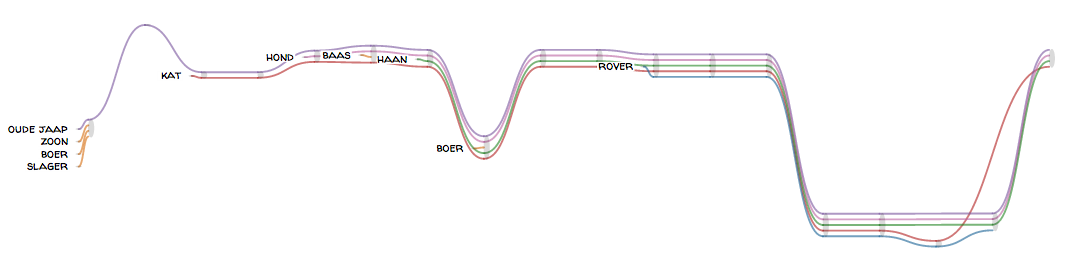 HOND
BAAS
HAAN
ROVER
KAT
OUDE JAAP
ZOON
BOER
BOER
SLAGER